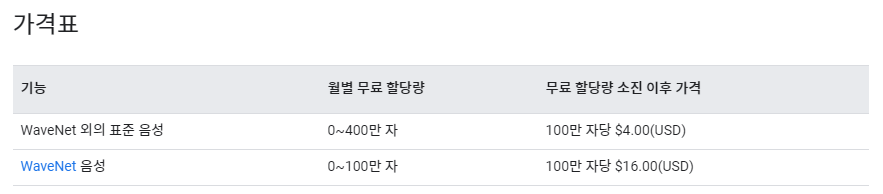 가격표
기능 월별 무료 할당량 무료 할당량 소진 이후 가격
WaveNet 외의 표준 음성 0~400만 자 100만 자당 $4.00(USD)
WaveNet 음성 0~100만 자 100만 자당 $16.00(USD)